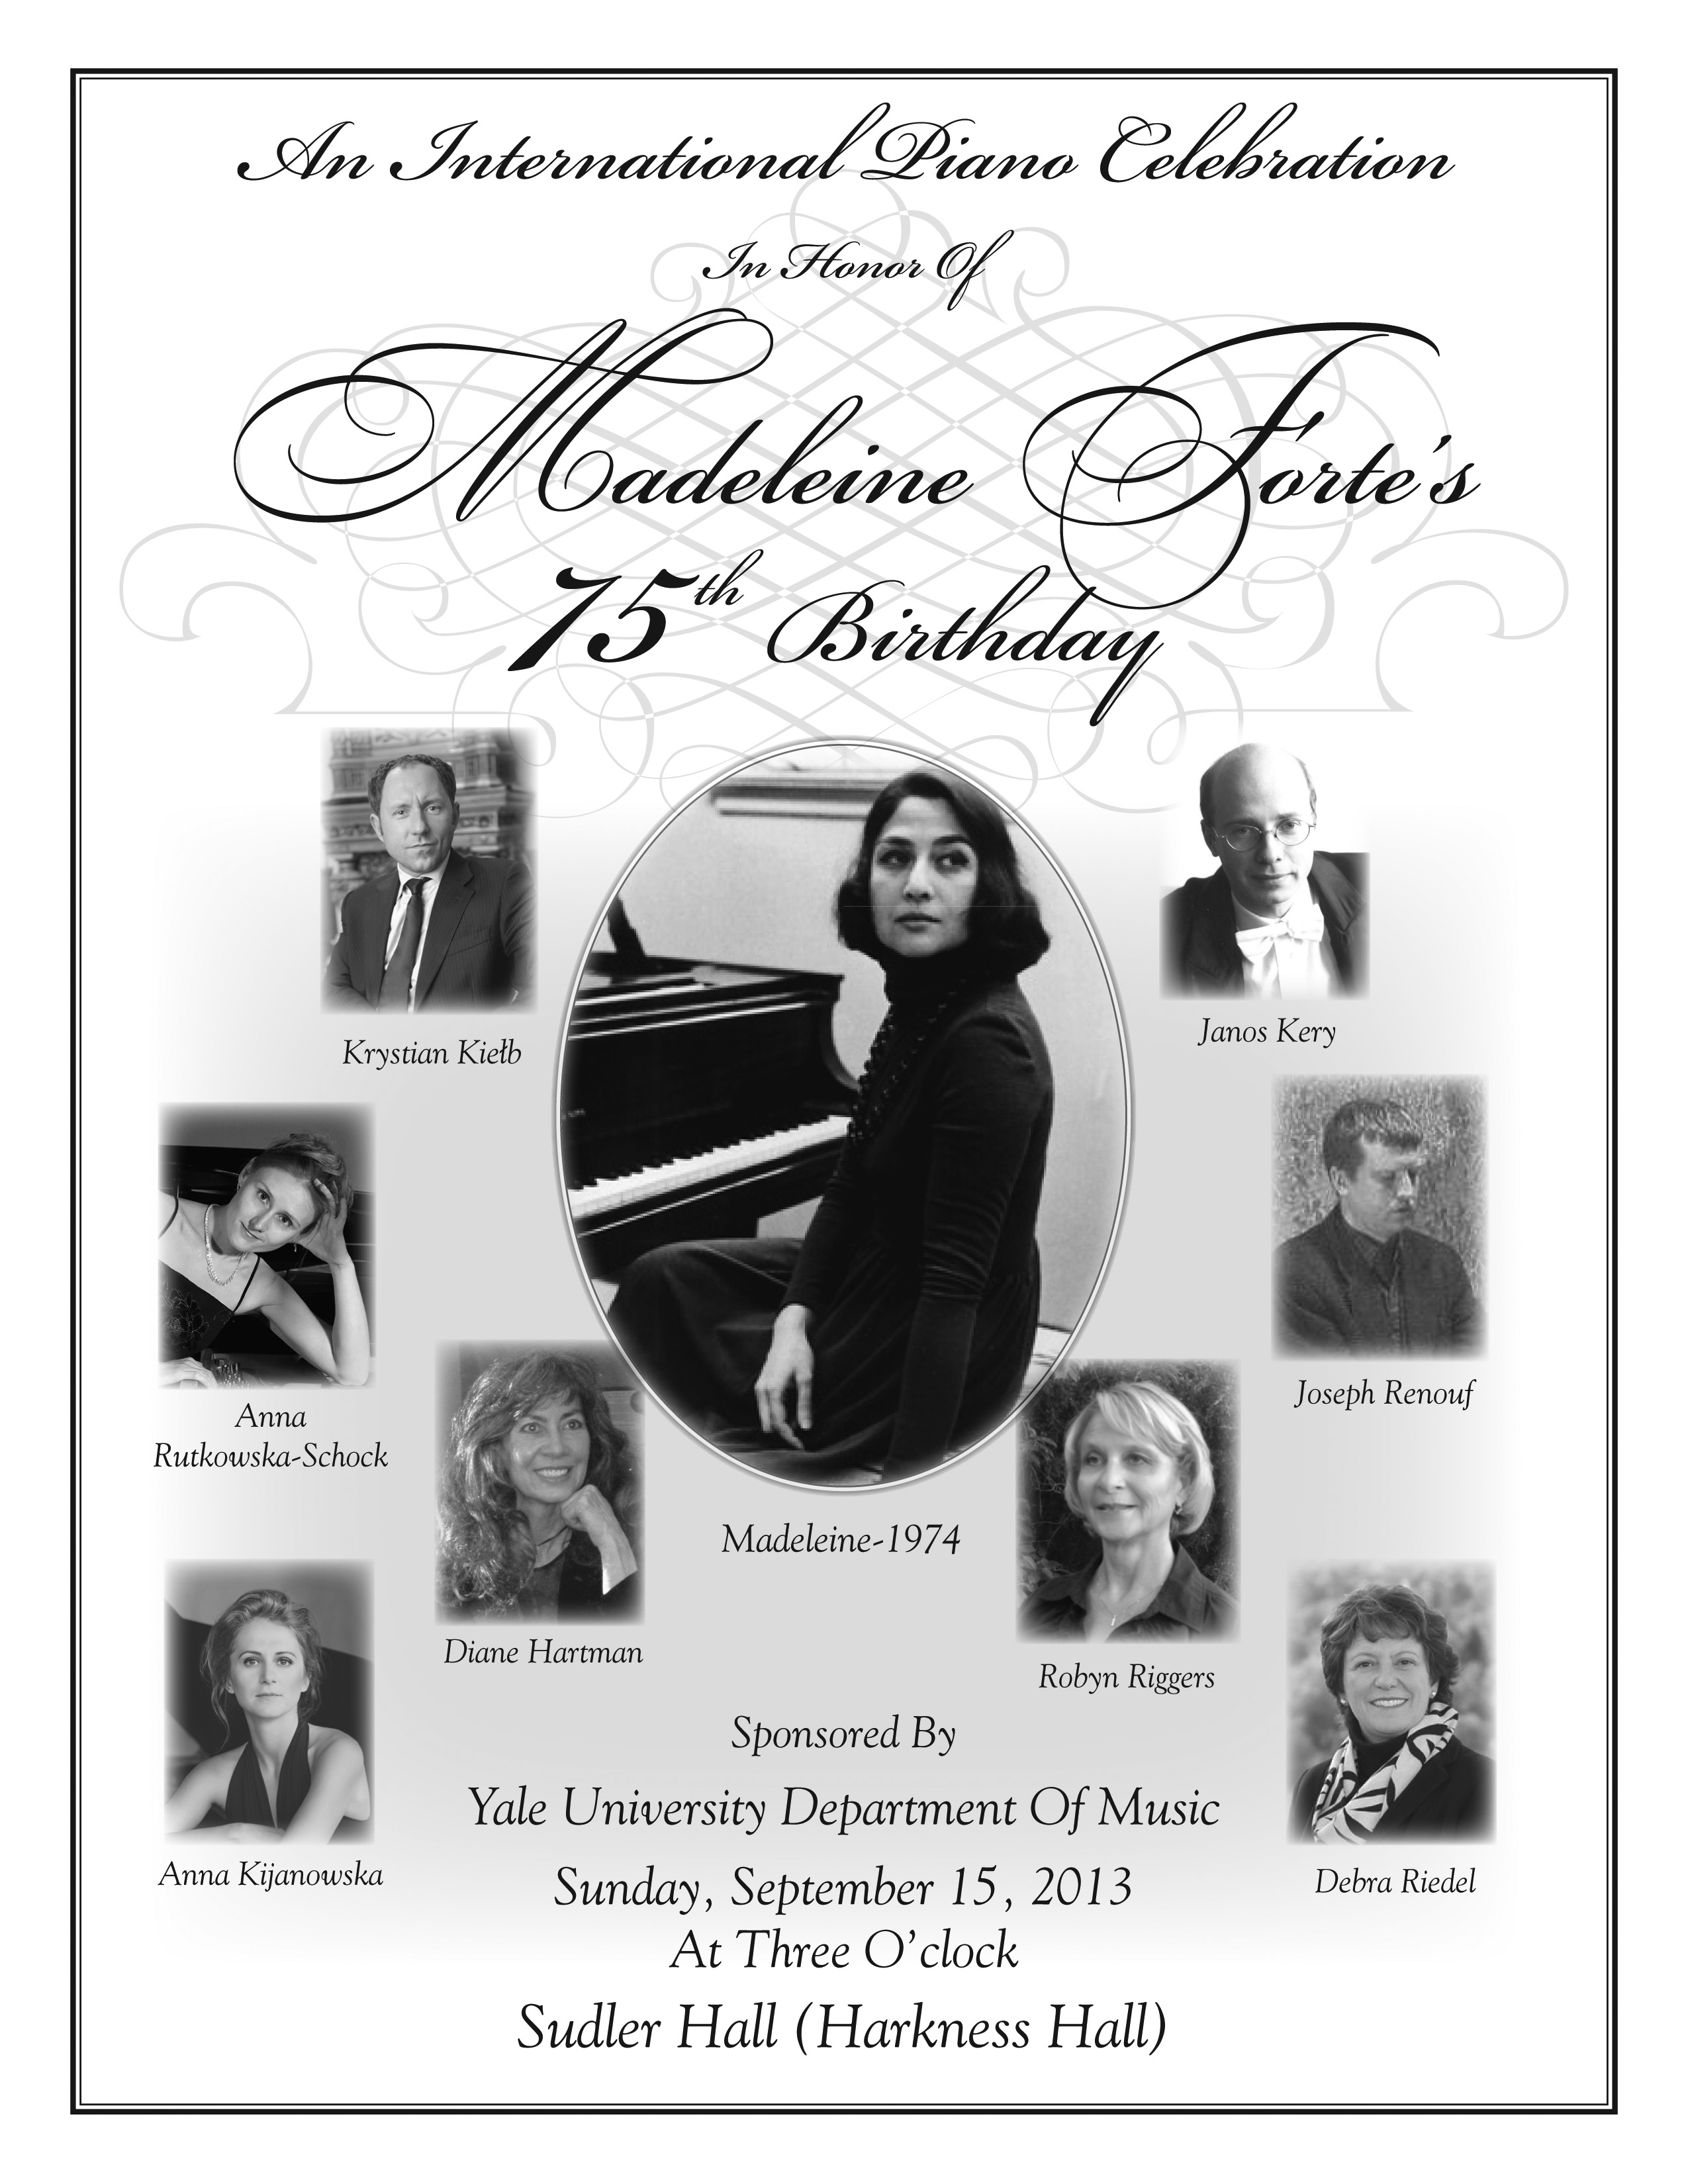 An International Piano Celebration
In Honor Of
Madeleine Forte's
75th Birthday
Krystian Kiełb
Janos Kery
Anna
Rutkowska-Schock
Joseph Renouf
Madeleine-1974
Diane Hartman
Robyn Riggers
Sponsored By
Yale University Department Of Music
Anna Kijanowska
Debra Riedel
Sunday, September 15, 2013
At Three O'clock
Sudler Hall (Harkness Hall)